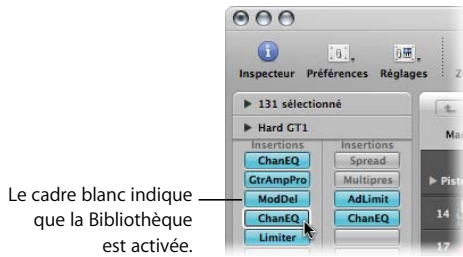 Inspecteur Préférences Réglages
131 sélectionné
Hard GT1
Insertions Insertions
ChanEQ Spread
GtrAmpPro Multipres
ModDel AdLimit
ChanEQ ChanEQ
Limiter
Pist
14
17
Le cadre blanc indique
que la Bibliothèque
est activée.